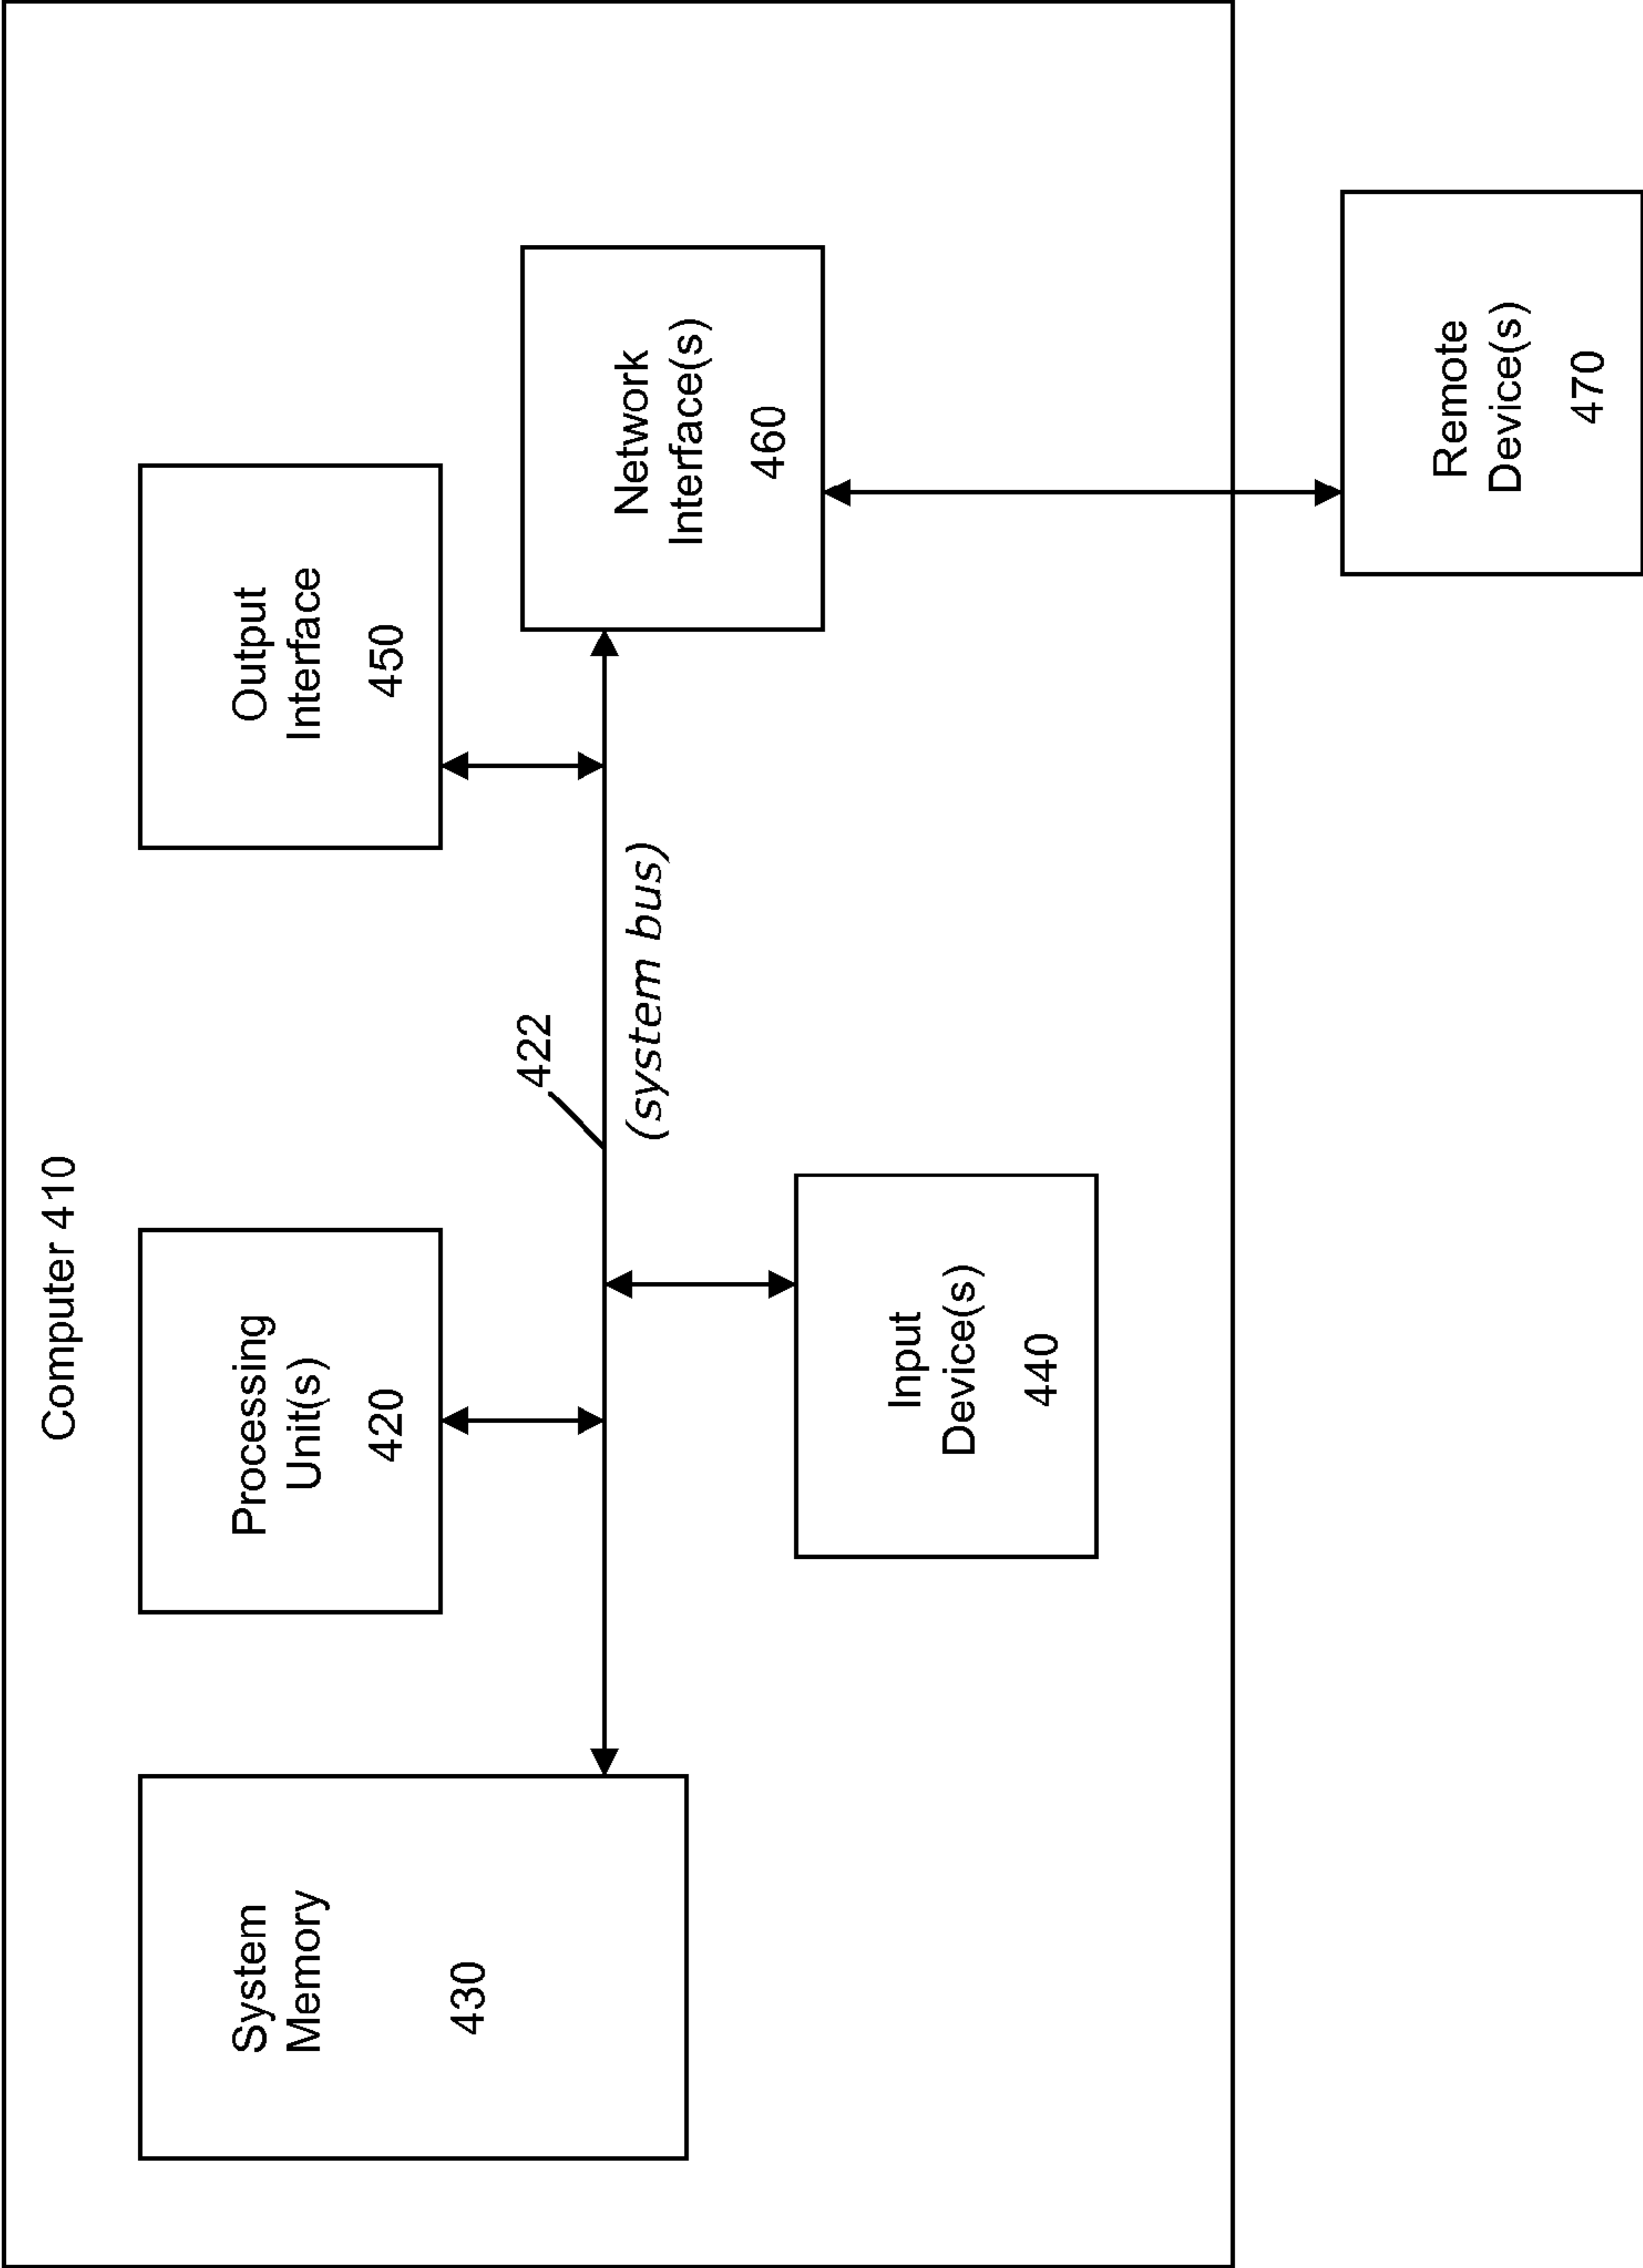 Computer 410
System
Memory
430
Processing
Unit(s)
420
Output
Interface
450
422
(system bus)
Network
Interface(s)
460
Input
Device(s)
440
Remote
Device(s)
470